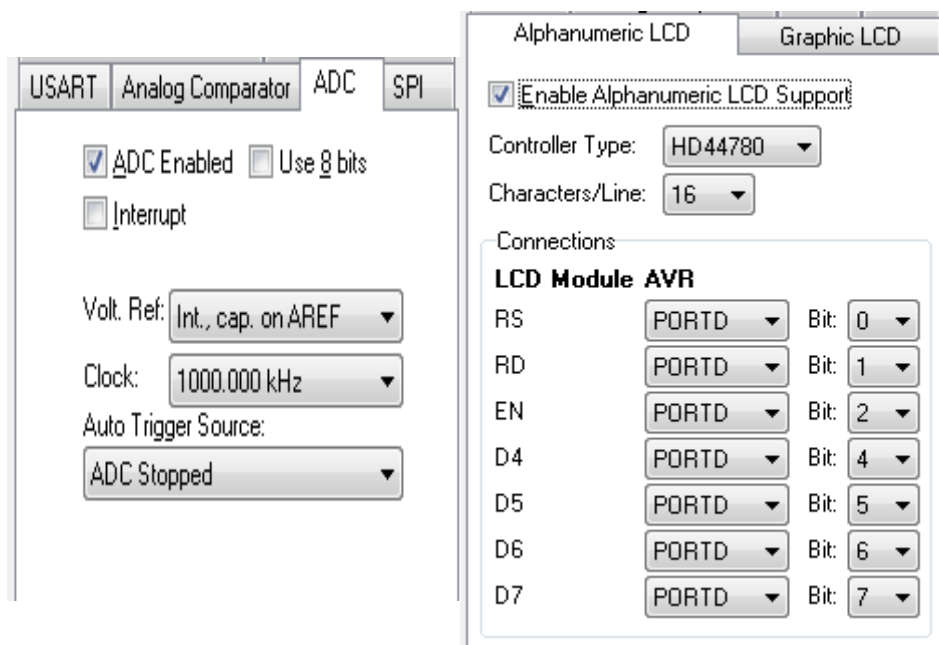 USART Analog Comparator ADC SPI
ADC Enabled Use 8 bits
Interrupt
Volt. Ref: Int., cap. on AREF
Clock: 1000.000 kHz
Auto Trigger Source:
ADC Stopped
Alphanumeric LCD Graphic LCD
Enable Alphanumeric LCD Support
Controller Type: HD44780
Characters/Line: 16
Connections
LCD Module AVR
RS PORTD Bit: 0
RD PORTD Bit: 1
EN PORTD Bit: 2
D4 PORTD Bit: 4
D5 PORTD Bit: 5
D6 PORTD Bit: 6
D7 PORTD Bit: 7